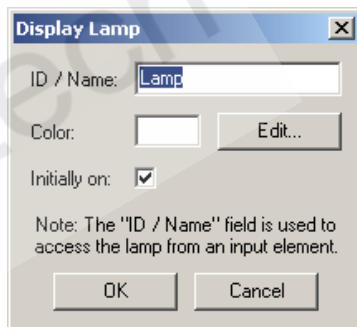 Display Lamp
ID / Name: Lamp
Color: Edit...
Initially on:
Note: The "ID / Name" field is used to
access the lamp from an input element.
OK Cancel